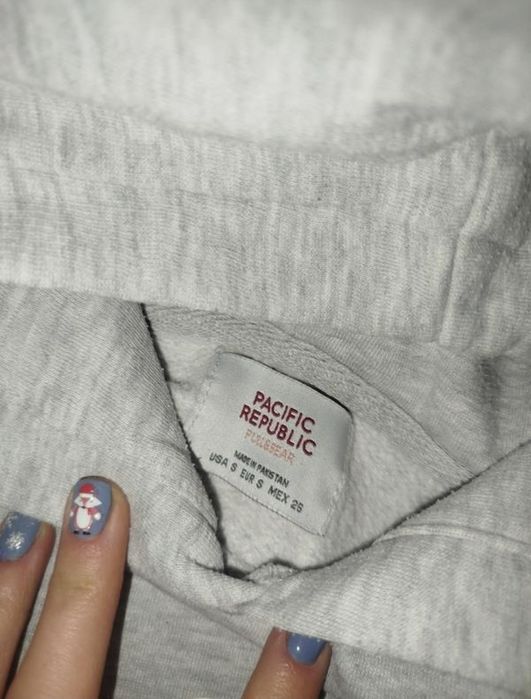 PACIFIC
REPUBLIC
PULL&BEAR
MADE IN PAKISTAN
USA S EUR S MEX 26